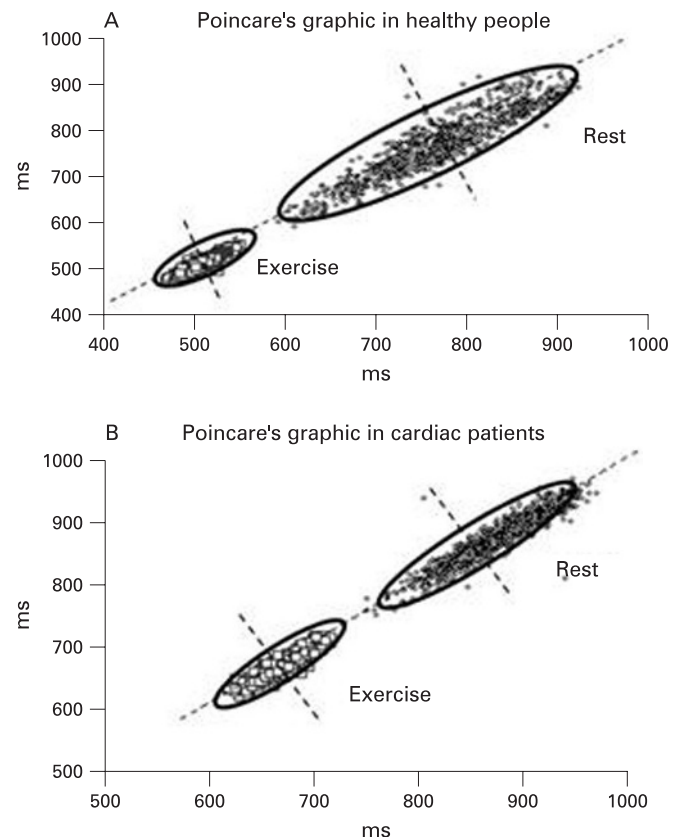 A Poincare's graphic in healthy people
1000
900
800
700
600
500
400
ms
Rest
Exercise
400 500 600 700 800 900 1000
ms
B Poincare's graphic in cardiac patients
1000
900
800
700
600
500
ms
Rest
Exercise
500 600 700 800 900 1000
ms